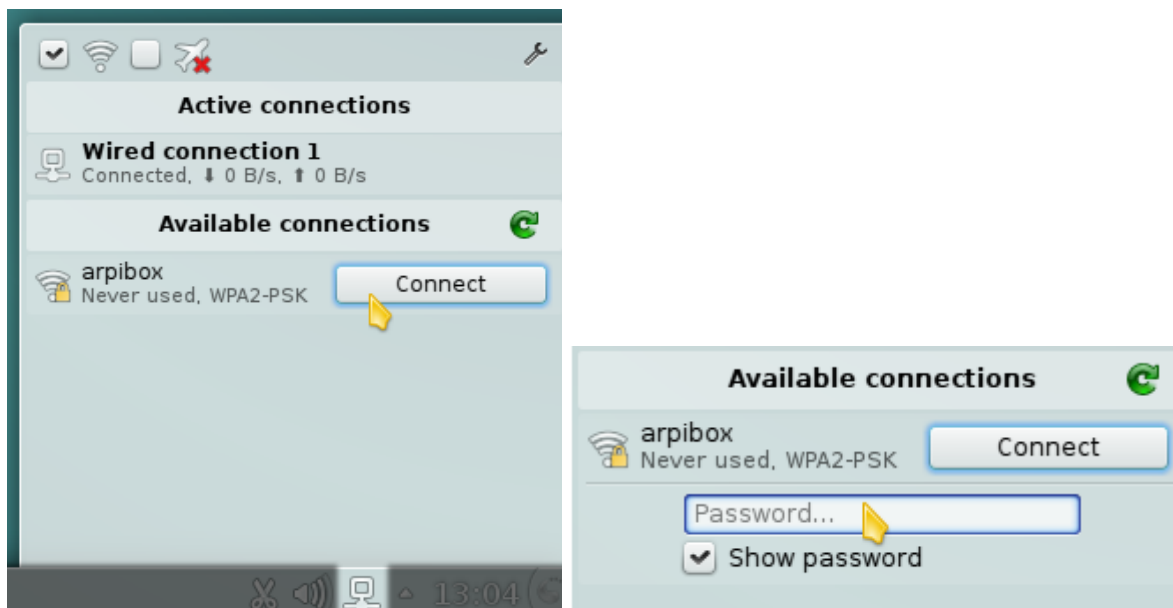 Active connections
Wired connection 1
Connected, ⬇ 0 B/s, ⬆ 0 B/s
Available connections
arpibox
Never used, WPA2-PSK
Connect
13:04
Available connections
arpibox
Never used, WPA2-PSK
Connect
Password...
Show password